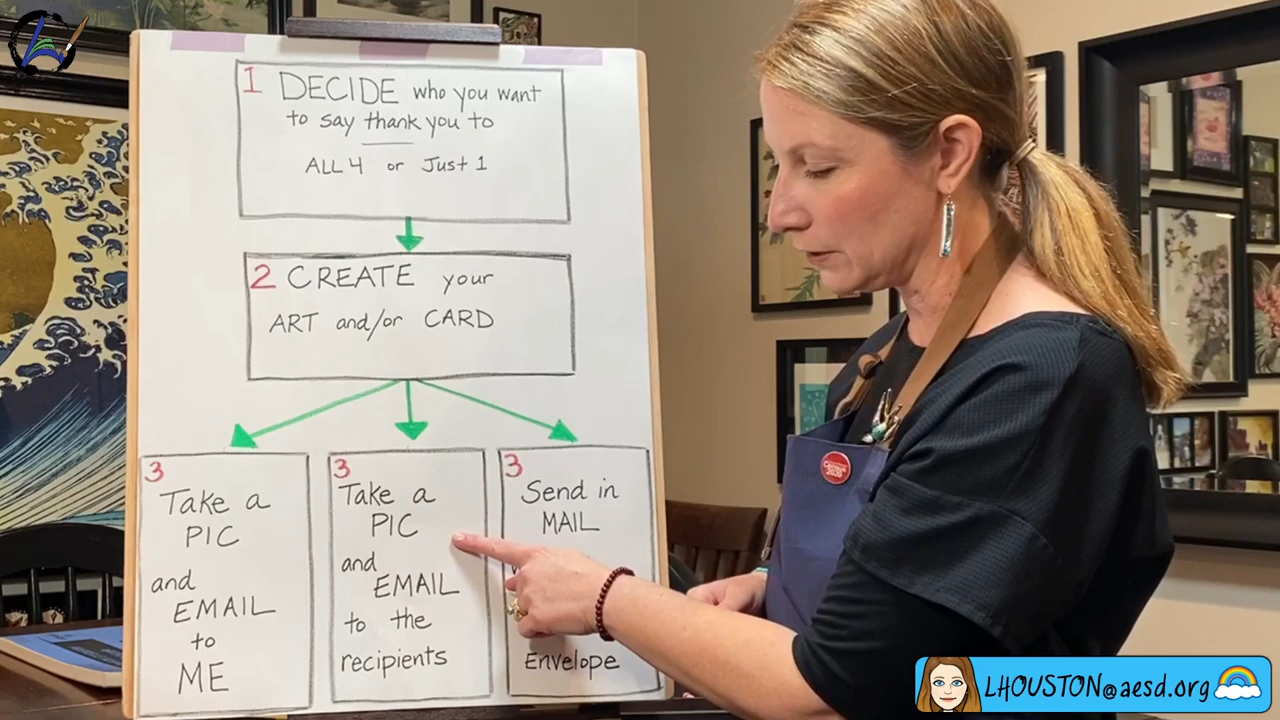 1 DECIDE who you want
to say thank you to
ALL 4 or Just 1
2 CREATE your
ART and/or CARD
3
Take a
PIC
and
EMAIL
to
ME
3
Take a
PIC
and
EMAIL
to the
recipients
3
Send in
MAIL
Envelope
CENSUS
2020
LHOUSTON@aesd.org